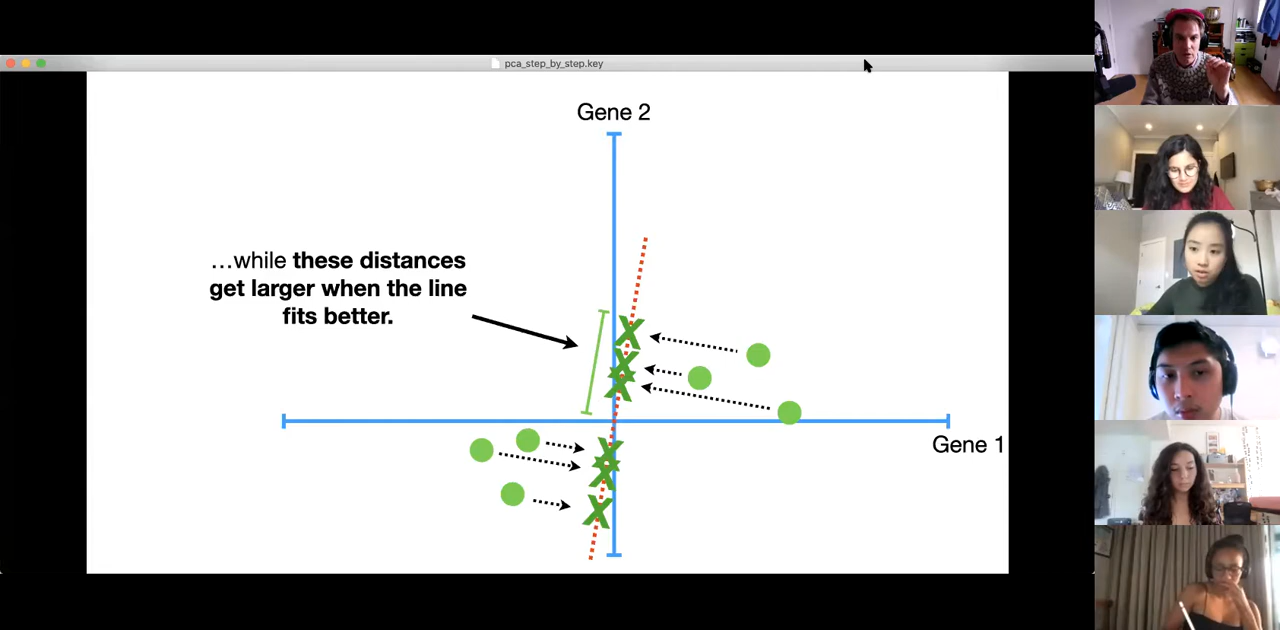 pca_step_by_step.key
Gene 2
…while these distances
get larger when the line
fits better.
Gene 1